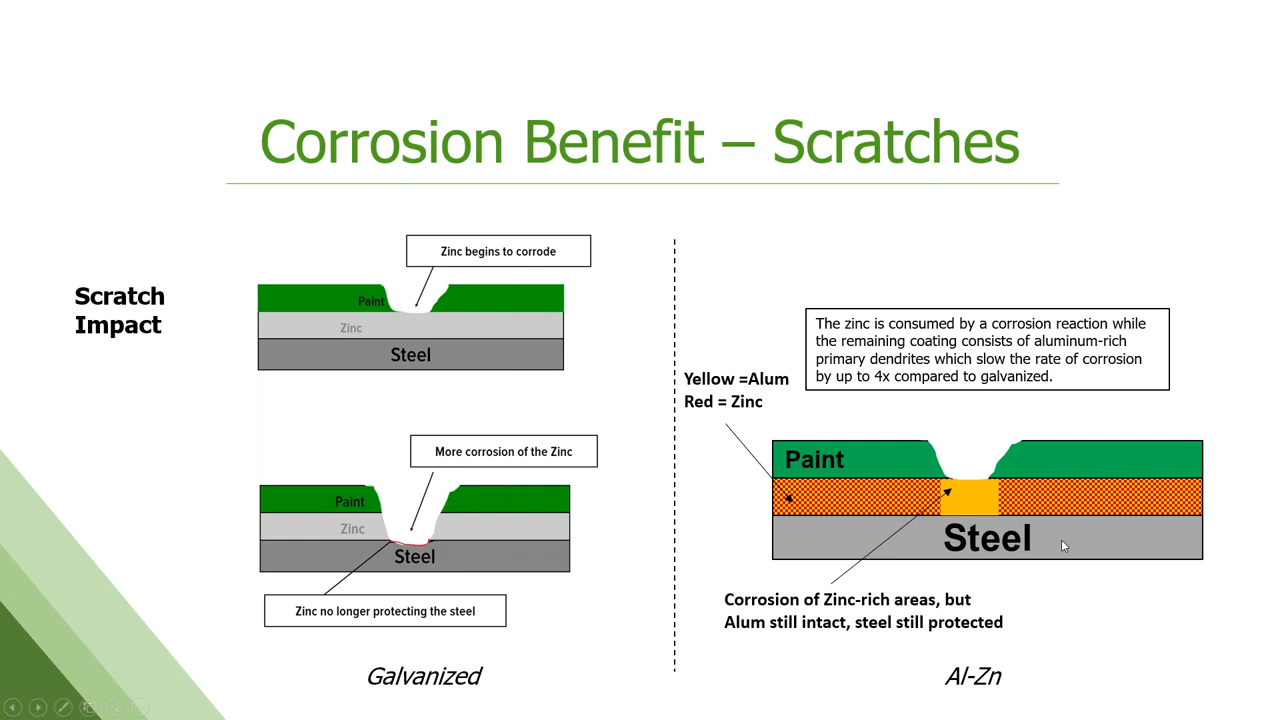 Corrosion Benefit – Scratches
Scratch
Impact
Zinc begins to corrode
Paint
Zinc
Steel
More corrosion of the Zinc
Paint
Zinc
Steel
Zinc no longer protecting the steel
Galvanized
The zinc is consumed by a corrosion reaction while
the remaining coating consists of aluminum-rich
primary dendrites which slow the rate of corrosion
by up to 4x compared to galvanized.
Yellow =Alum
Red = Zinc
Paint
Steel
Corrosion of Zinc-rich areas, but
Alum still intact, steel still protected
Al-Zn